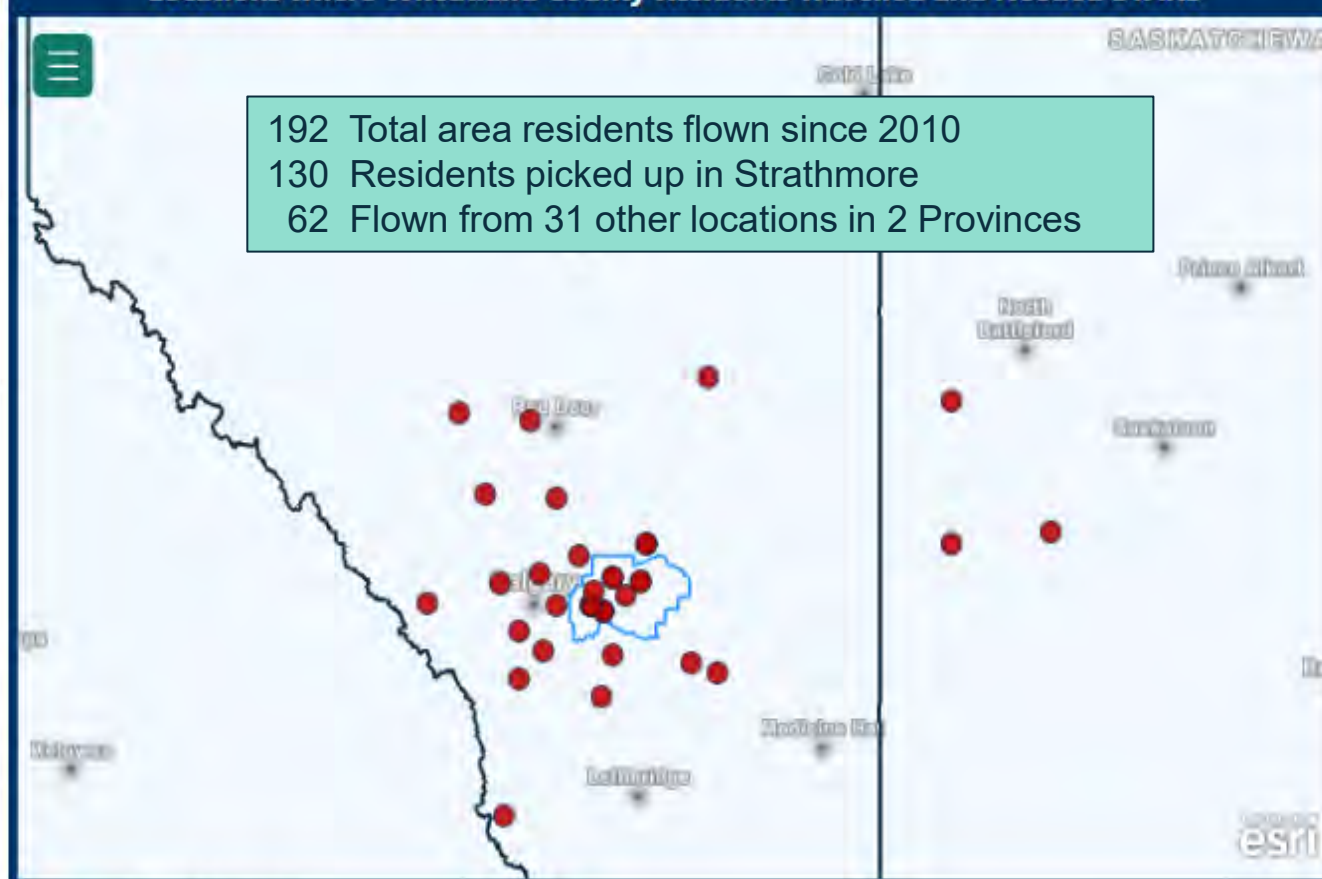 SASKATCHEWA
Cold Lake
192 Total area residents flown since 2010
130 Residents picked up in Strathmore
62 Flown from 31 other locations in 2 Provinces
Prince Albert
North
Battleford
Red Deer
Saskatoon
Calgary
Medicine Hat
Kelowna
Lethbridge
esri